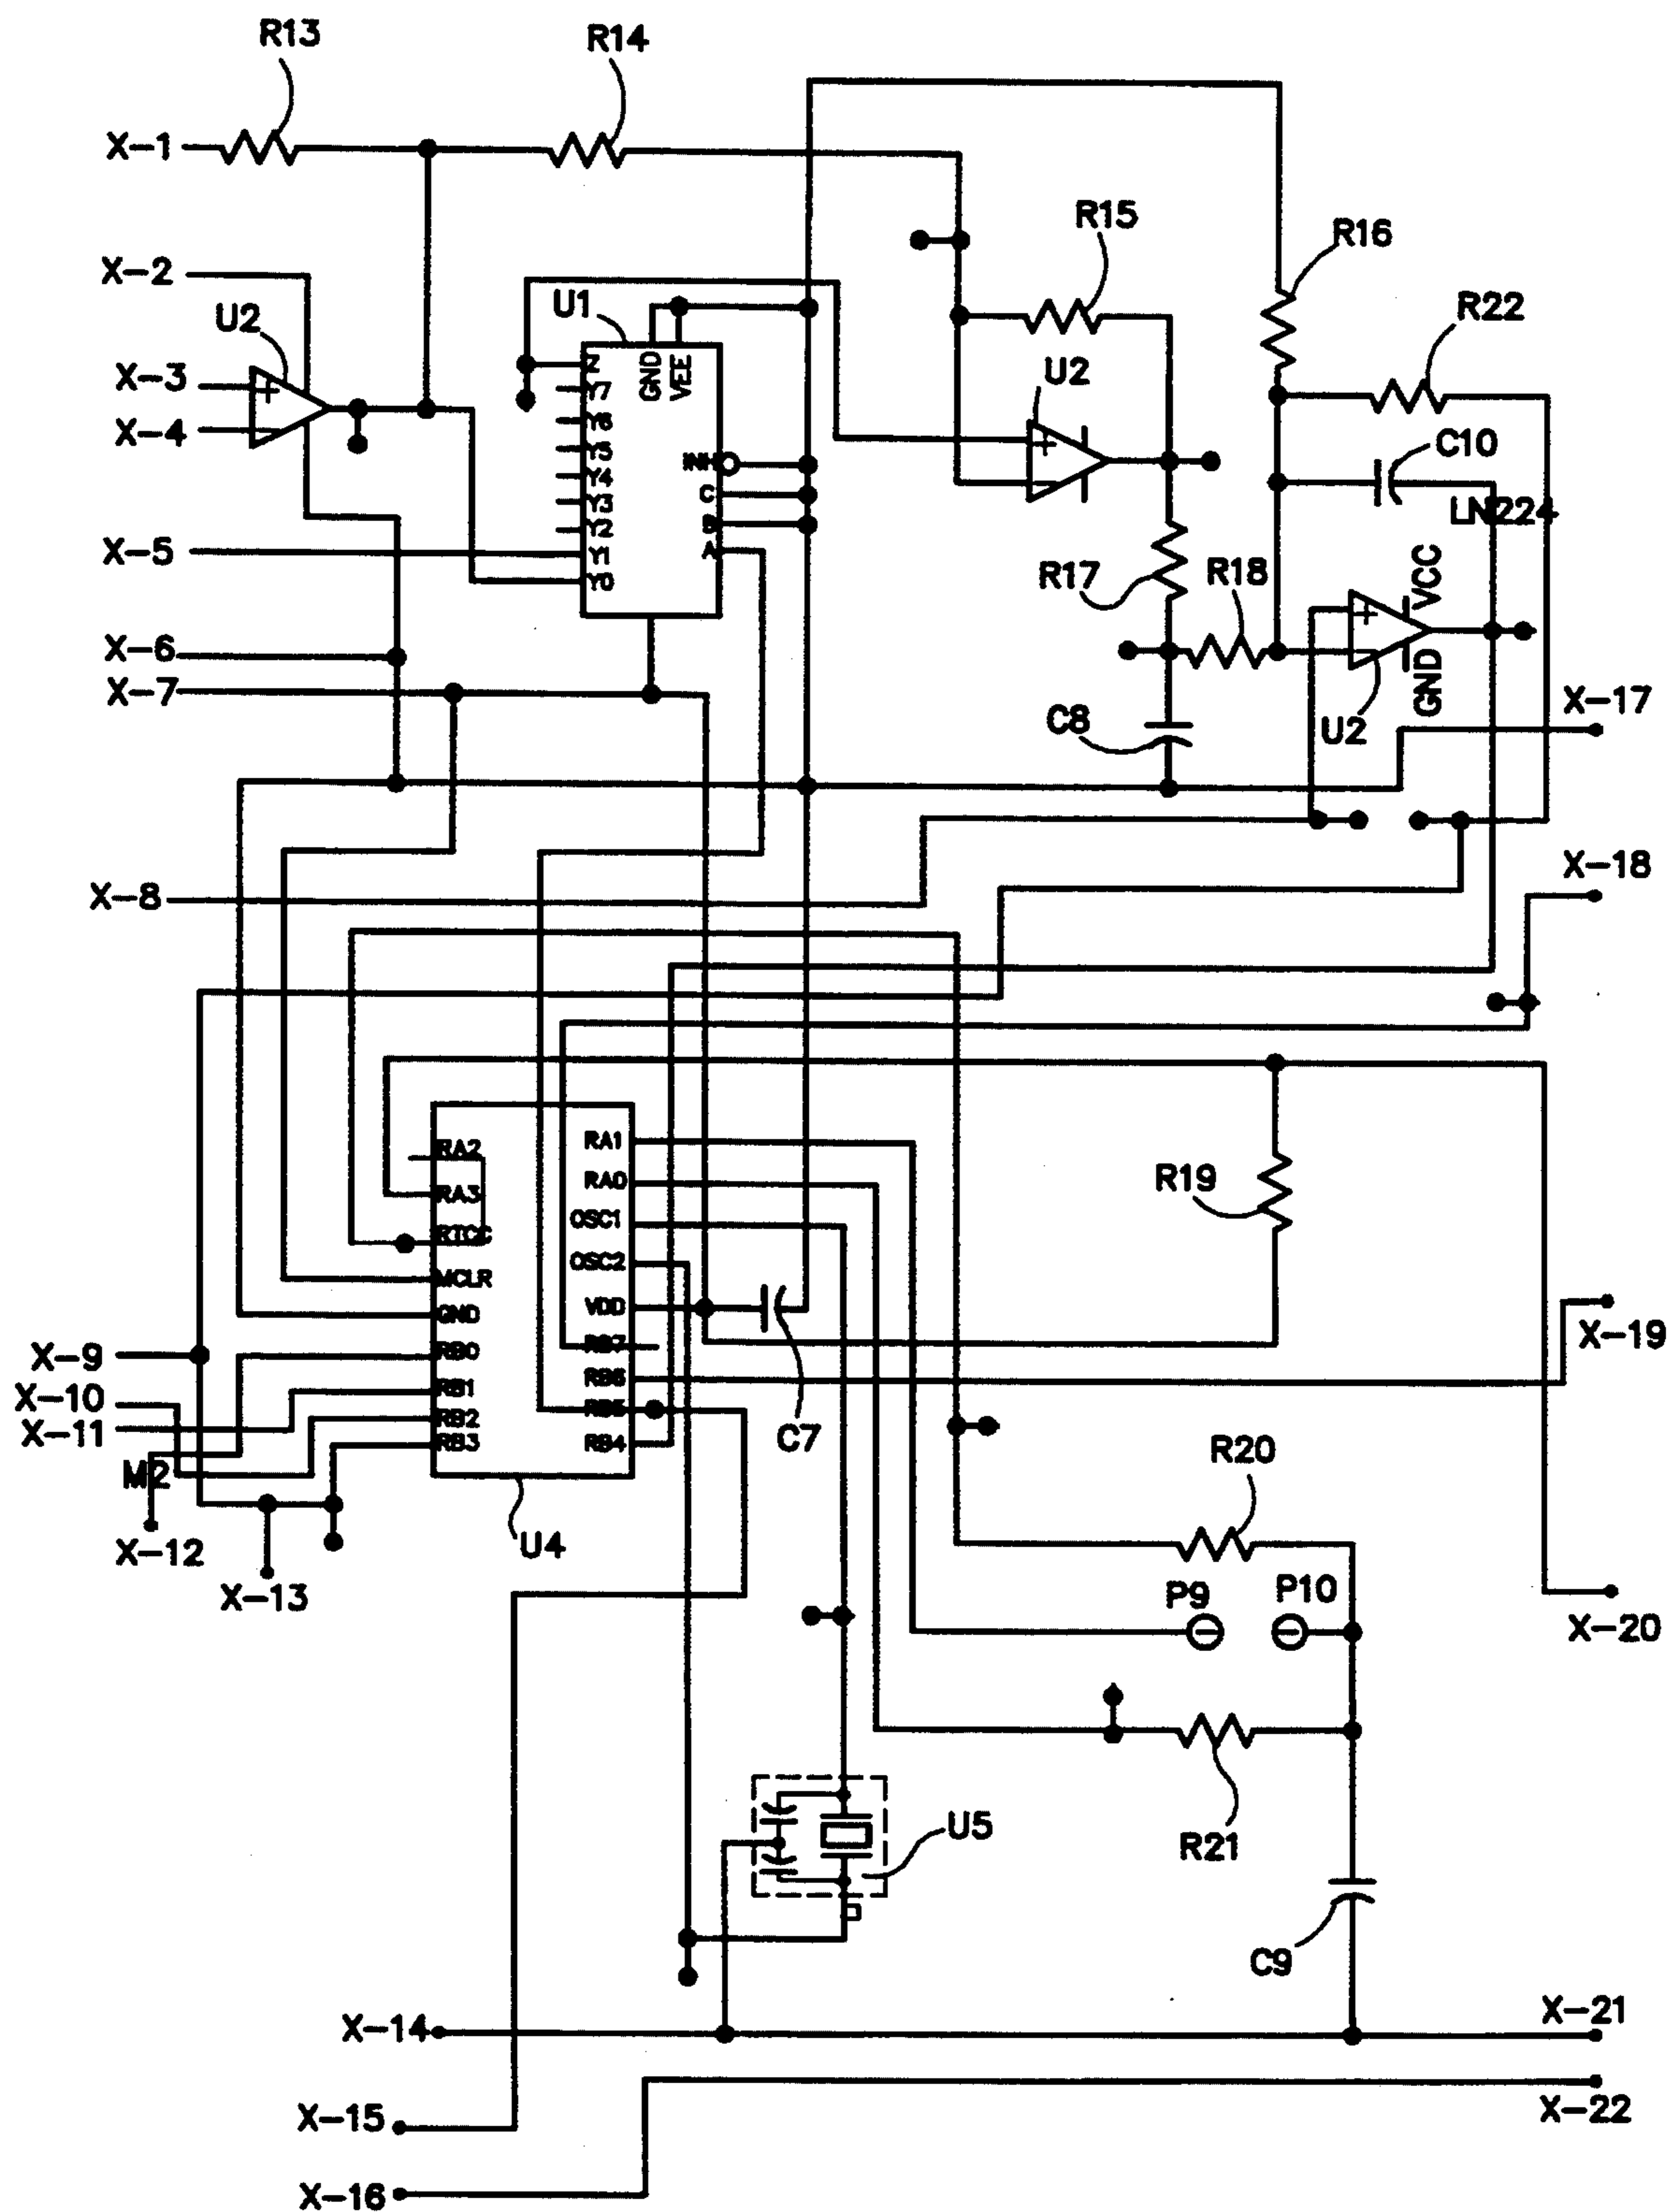 R13
R14
X-1
R15
R16
X-2
U2
U1
R22
X-3
X-4
Z
Y7
Y6
Y5
Y4
Y3
Y2
Y1
Y0
GND
VEE
INH
C
B
A
U2
C10
LN224
X-5
R17
R18
VCC
GND
U2
X-6
X-7
C8
X-17
X-8
X-18
RA2
RA3
RTCC
MCLR
GND
RB0
RB1
RB2
RB3
RA1
RA0
OSC1
OSC2
VDD
RB7
RB6
RB5
RB4
R19
X-9
X-10
X-11
M2
X-12
X-13
U4
C7
X-19
R20
P9
P10
X-20
U5
R21
C9
X-14
X-21
X-15
X-22
X-16